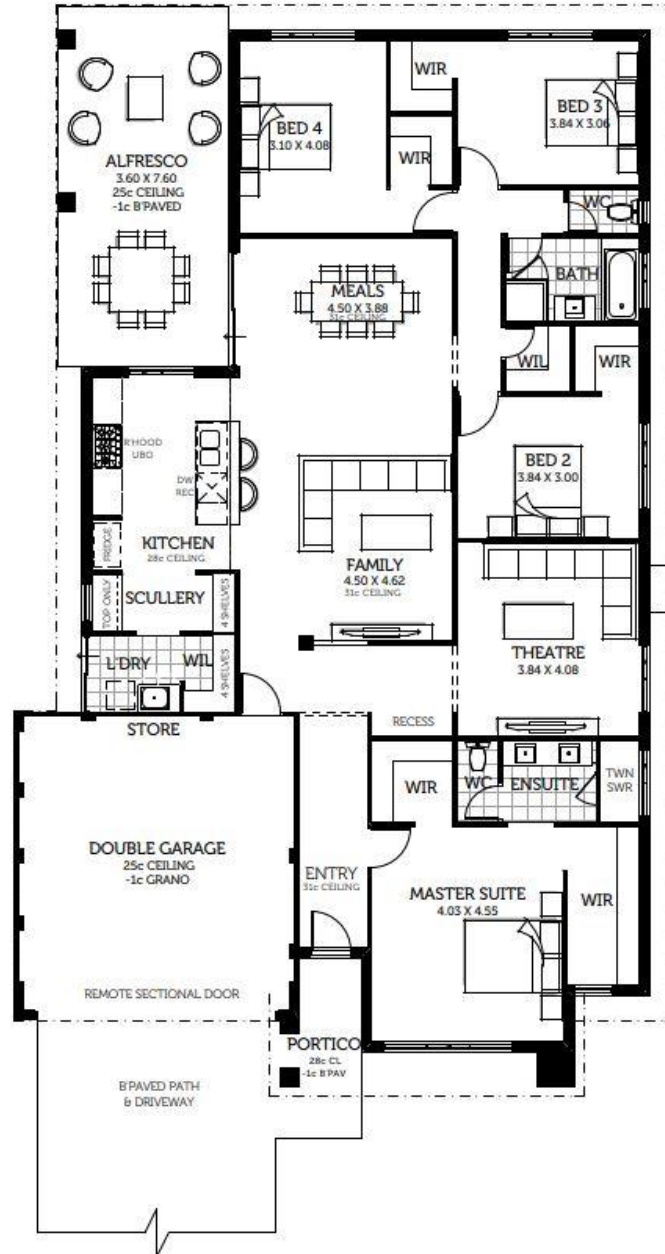 WIR
BED 4
3.10 X 4.08
BED 3
3.84 X 3.06
WIR
ALFRESCO
3.60 X 7.60
25c CEILING
-1c B'PAVED
WC
BATH
MEALS
4.50 X 3.88
31c CEILING
WIL
WIR
R'HOOD
UBO
DW
REC
BED 2
3.84 X 3.00
FRIDGE
KITCHEN
28c CEILING
FAMILY
4.50 X 4.62
31c CEILING
TOP ONLY
SCULLERY
4 SHELVES
THEATRE
3.84 X 4.08
L'DRY
WIL
4 SHELVES
STORE
RECESS
WIR
WC
ENSUITE
TWN
SWR
DOUBLE GARAGE
25c CEILING
-1c GRANO
ENTRY
31c CEILING
MASTER SUITE
4.03 X 4.55
WIR
REMOTE SECTIONAL DOOR
PORTICO
28c CL
-1c B'PAV
B'PAVED PATH
& DRIVEWAY